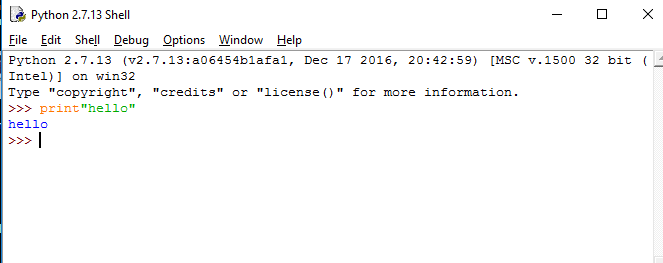 Python 2.7.13 Shell
File Edit Shell Debug Options Window Help
Python 2.7.13 (v2.7.13:a06454b1afa1, Dec 17 2016, 20:42:59) [MSC v.1500 32 bit (
Intel)] on win32
Type "copyright", "credits" or "license()" for more information.
>>> print"hello"
hello
>>>